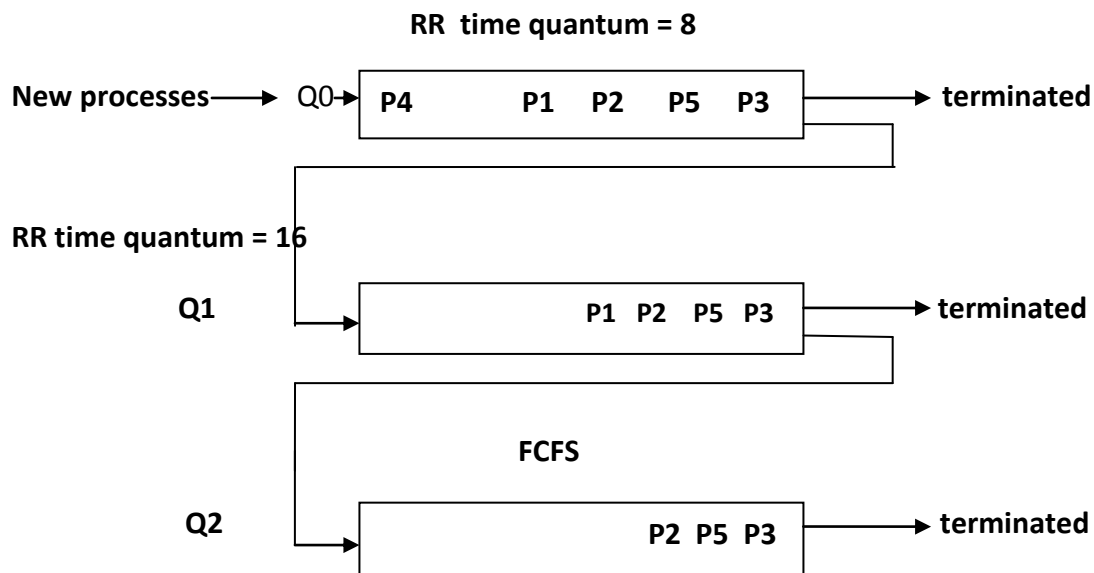 RR time quantum = 8
New processes Q0 P4 P1 P2 P5 P3 terminated
RR time quantum = 16
Q1 P1 P2 P5 P3 terminated
FCFS
Q2 P2 P5 P3 terminated